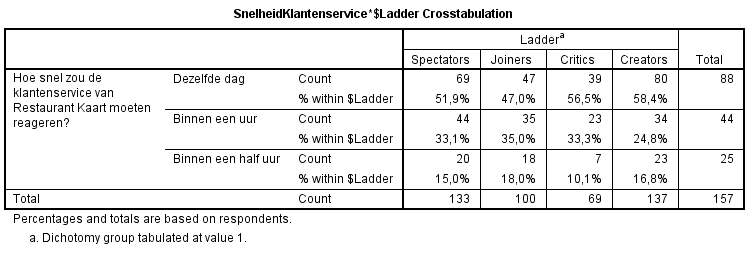 SnelheidKlantenservice*$Ladder Crosstabulation
Ladderᵃ
Spectators Joiners Critics Creators Total
Hoe snel zou de klantenservice van Restaurant Kaart moeten reageren?
Dezelfde dag Count 69 47 39 80 88
% within $Ladder 51,9% 47,0% 56,5% 58,4%
Binnen een uur Count 44 35 23 34 44
% within $Ladder 33,1% 35,0% 33,3% 24,8%
Binnen een half uur Count 20 18 7 23 25
% within $Ladder 15,0% 18,0% 10,1% 16,8%
Total Count 133 100 69 137 157
Percentages and totals are based on respondents.
a. Dichotomy group tabulated at value 1.